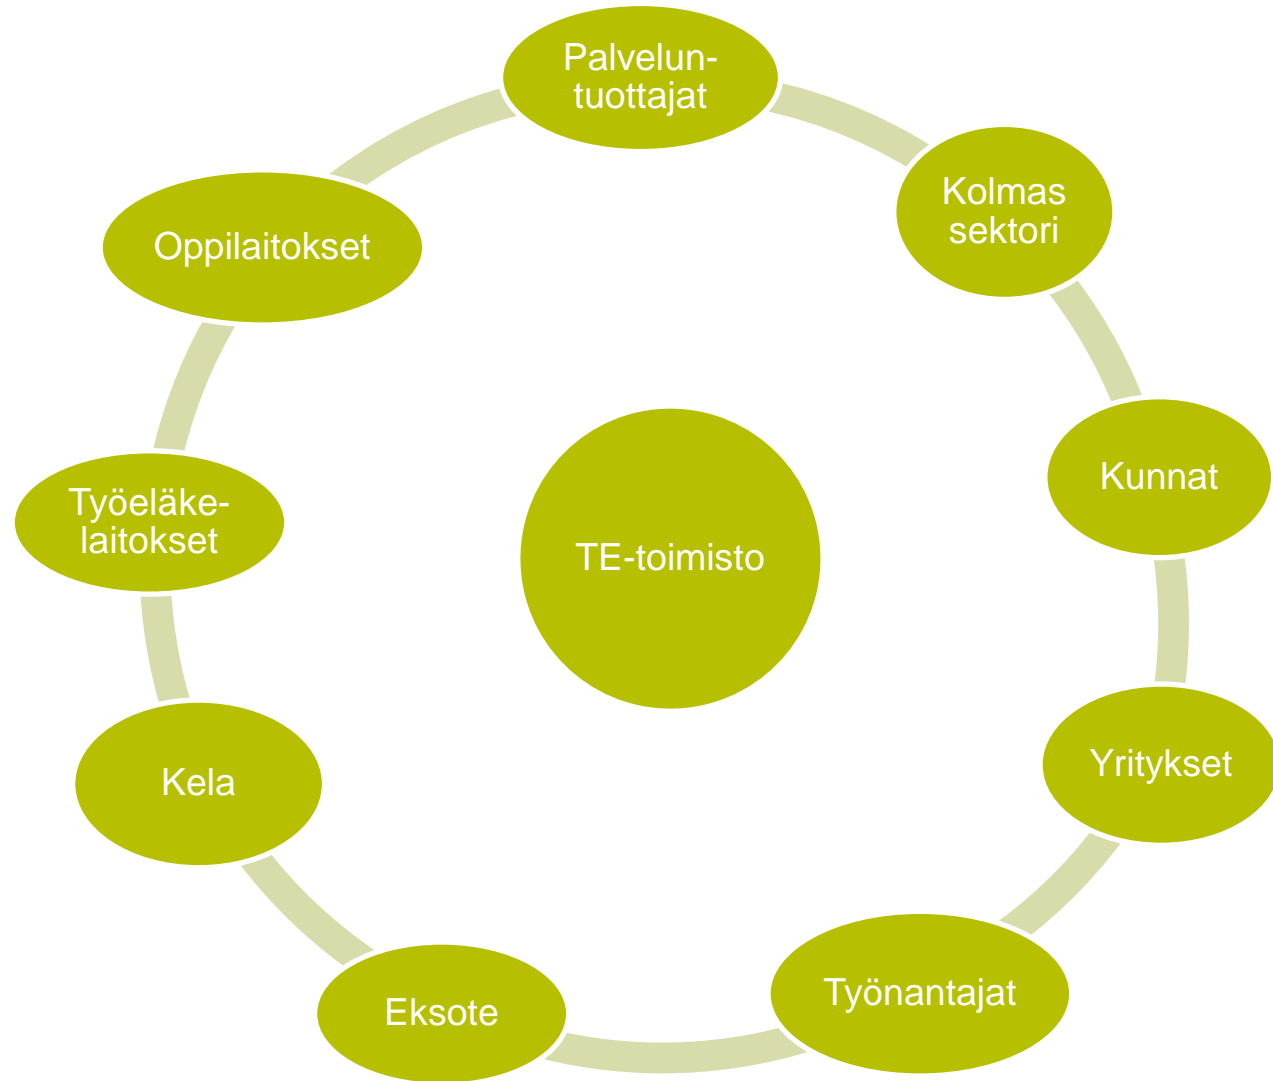 Palvelun-
tuottajat
Kolmas
sektori
Kunnat
Yritykset
Työnantajat
Eksote
Kela
Työeläke-
laitokset
Oppilaitokset
TE-toimisto